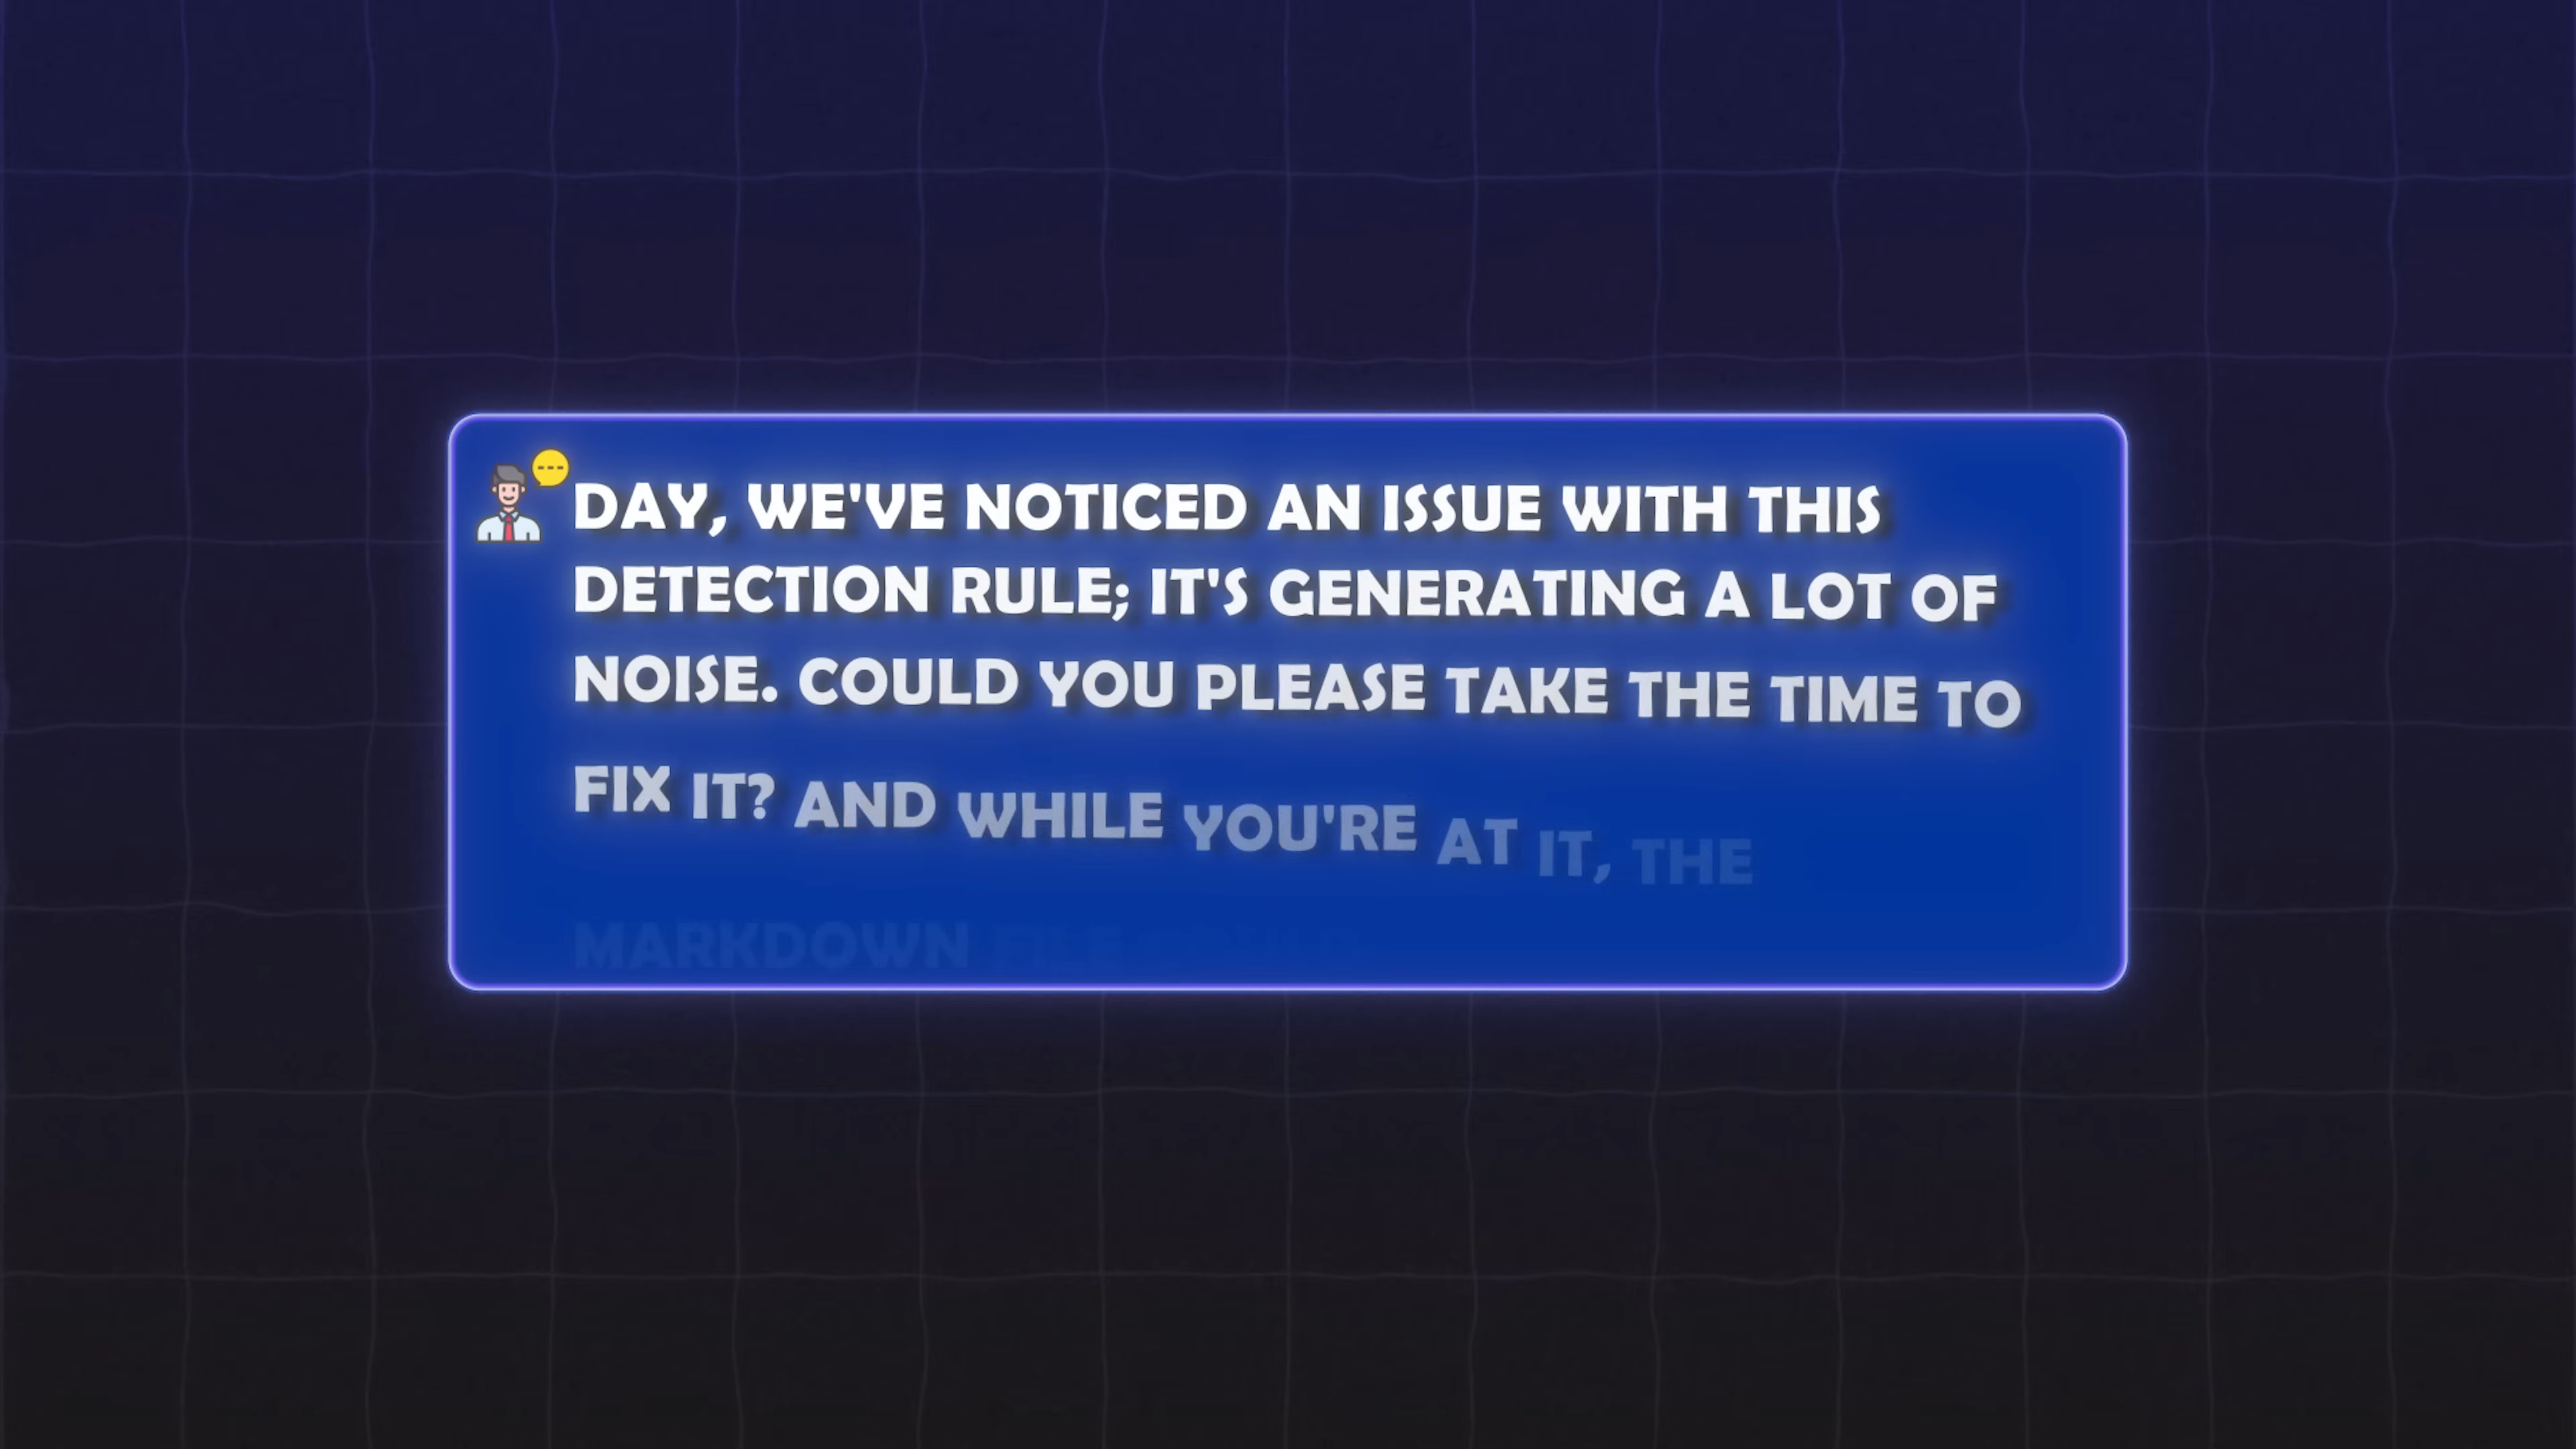 DAY, WE'VE NOTICED AN ISSUE WITH THIS
DETECTION RULE; IT'S GENERATING A LOT OF
NOISE. COULD YOU PLEASE TAKE THE TIME TO
FIX IT? AND WHILE YOU'RE AT IT, THE
MARKDOWN FILE